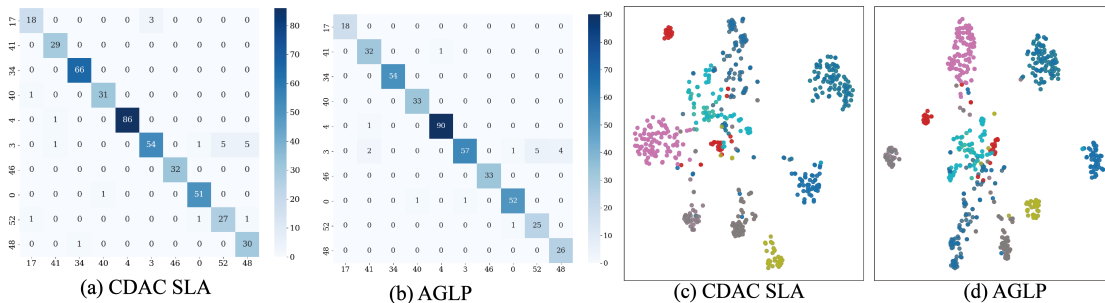 17 18 0 0 0 0 3 0 0 0 0
41 0 29 0 0 0 0 0 0 0 0
34 0 0 66 0 0 0 0 0 0 0
40 1 0 0 31 0 0 0 0 0 0
4 0 1 0 0 86 0 0 0 0 0
3 0 1 0 0 0 54 0 1 5 5
46 0 0 0 0 0 0 32 0 0 0
0 0 0 0 1 0 0 0 51 0 0
52 1 0 0 0 0 0 0 1 27 1
48 0 0 1 0 0 0 0 0 0 30
17 41 34 40 4 3 46 0 52 48
80
70
60
50
40
30
20
10
0
(a) CDAC SLA
17 18 0 0 0 0 0 0 0 0 0
41 0 32 0 0 1 0 0 0 0 0
34 0 0 54 0 0 0 0 0 0 0
40 0 0 0 33 0 0 0 0 0 0
4 0 1 0 0 90 0 0 0 0 0
3 0 2 0 0 0 57 0 1 5 4
46 0 0 0 0 0 0 33 0 0 0
0 0 0 0 1 0 1 0 52 0 0
52 0 0 0 0 0 0 0 1 25 0
48 0 0 0 0 0 0 0 0 0 26
17 41 34 40 4 3 46 0 52 48
90
80
70
60
50
40
30
20
10
0
(b) AGLP
(c) CDAC SLA
(d) AGLP